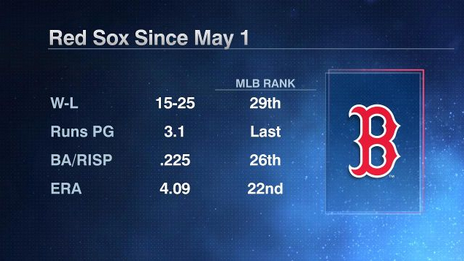 Red Sox Since May 1
MLB RANK
W-L 15-25 29th
Runs PG 3.1 Last
BA/RISP .225 26th
ERA 4.09 22nd
B